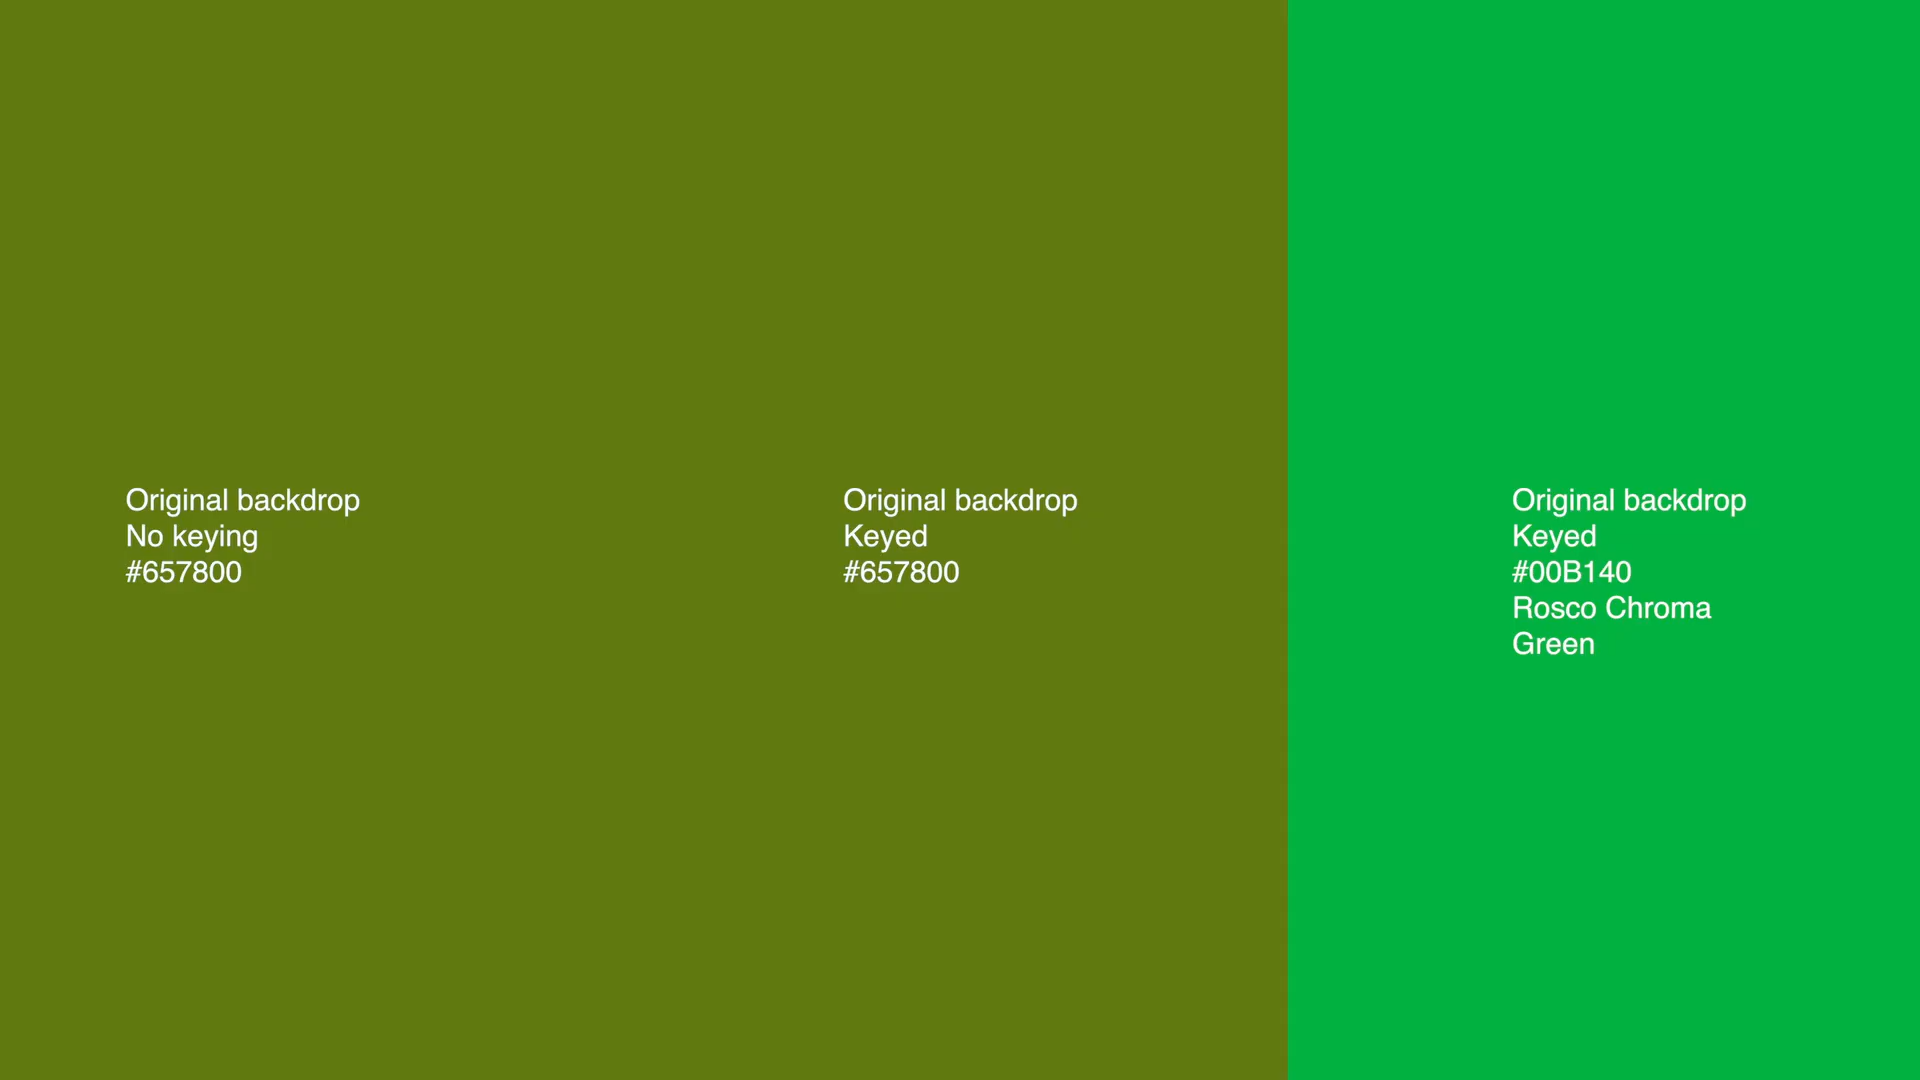 Original backdrop
No keying
#657800
Original backdrop
Keyed
#657800
Original backdrop
Keyed
#00B140
Rosco Chroma
Green